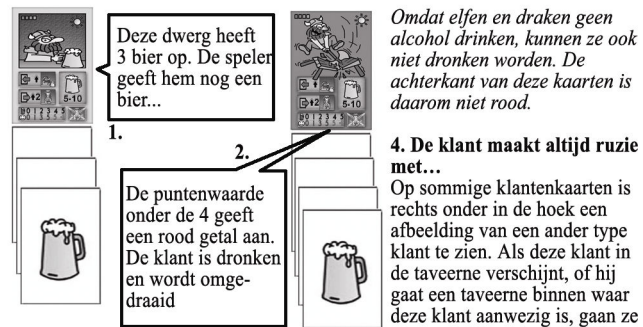 Deze dwerg heeft
3 bier op. De speler
geeft hem nog een
bier...
1.
2.
De puntenwaarde
onder de 4 geeft
een rood getal aan.
De klant is dronken
en wordt omge-
draaid
5-10
5-10
Omdat elfen en draken geen
alcohol drinken, kunnen ze ook
niet dronken worden. De
achterkant van deze kaarten is
daarom niet rood.
4. De klant maakt altijd ruzie
met…
Op sommige klantenkaarten is
rechts onder in de hoek een
afbeelding van een ander type
klant te zien. Als deze klant in
de taveerne verschijnt, of hij
gaat een taveerne binnen waar
deze klant aanwezig is, gaan ze